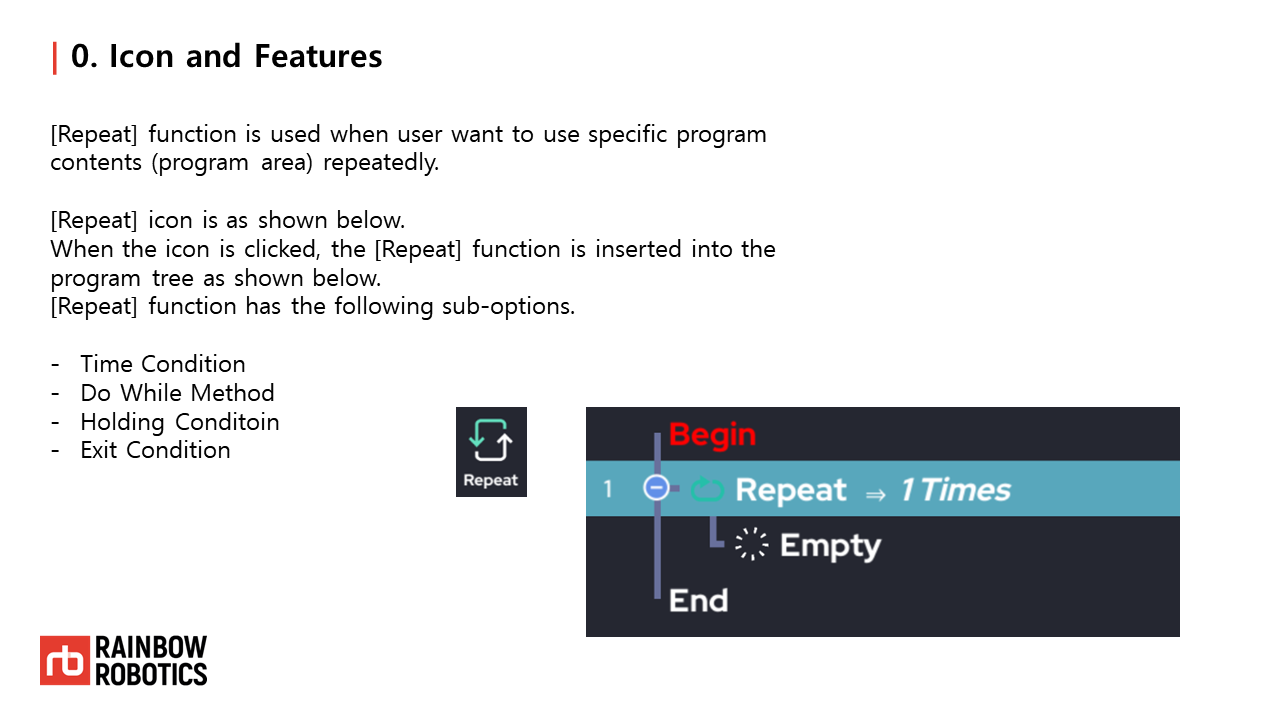 0. Icon and Features
[Repeat] function is used when user want to use specific program
contents (program area) repeatedly.
[Repeat] icon is as shown below.
When the icon is clicked, the [Repeat] function is inserted into the
program tree as shown below.
[Repeat] function has the following sub-options.
- Time Condition
- Do While Method
- Holding Conditoin
- Exit Condition
Repeat
Begin
1 Repeat ⇒ 1 Times
Empty
End
rb RAINBOW
ROBOTICS